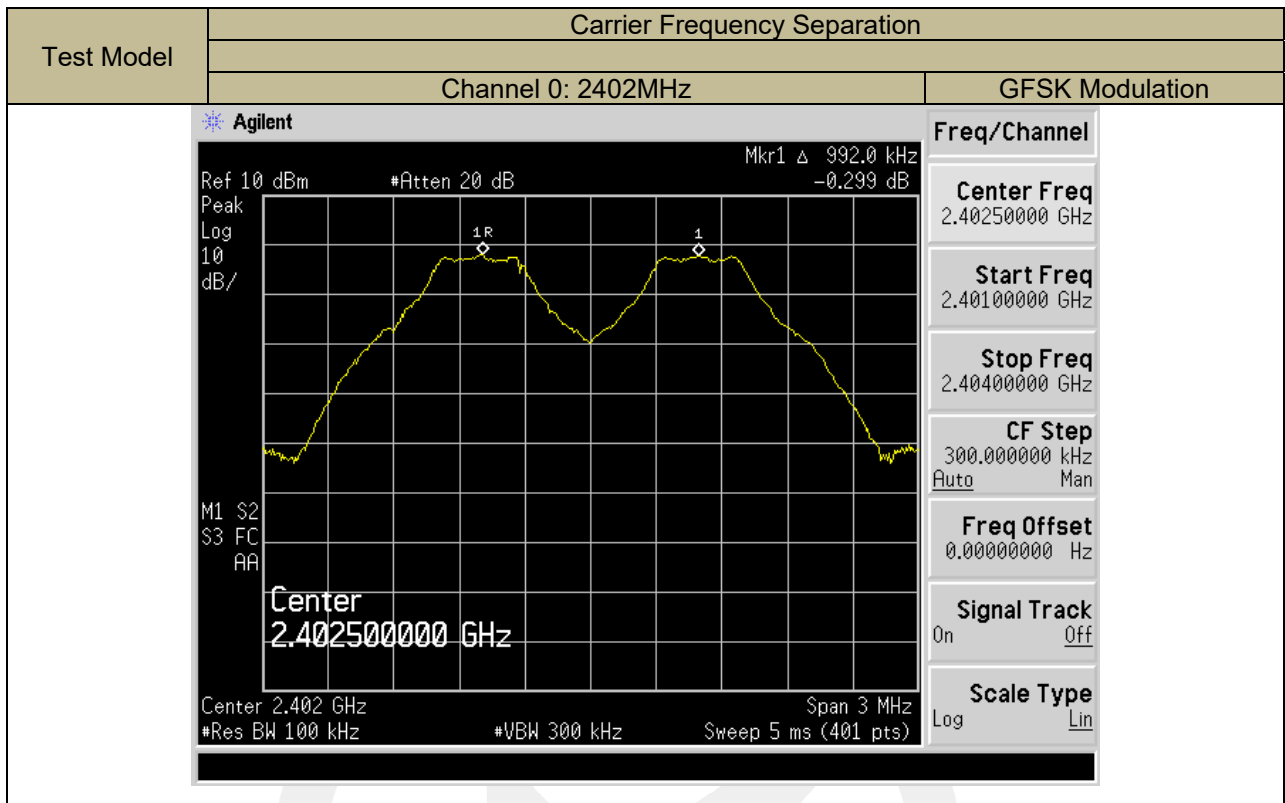 Test Model
Carrier Frequency Separation
Channel 0: 2402MHz
GFSK Modulation
Agilent
Mkr1 Δ 992.0 kHz
Ref 10 dBm #Atten 20 dB -0.299 dB
Peak
Log
10
dB/
1R
1
M1 S2
S3 FC
AA
Center
2.402500000 GHz
Center 2.402 GHz Span 3 MHz
#Res BW 100 kHz #VBW 300 kHz Sweep 5 ms (401 pts)
Freq/Channel
Center Freq
2.40250000 GHz
Start Freq
2.40100000 GHz
Stop Freq
2.40400000 GHz
CF Step
300.000000 kHz
Auto Man
Freq Offset
0.00000000 Hz
Signal Track
On Off
Scale Type
Log Lin